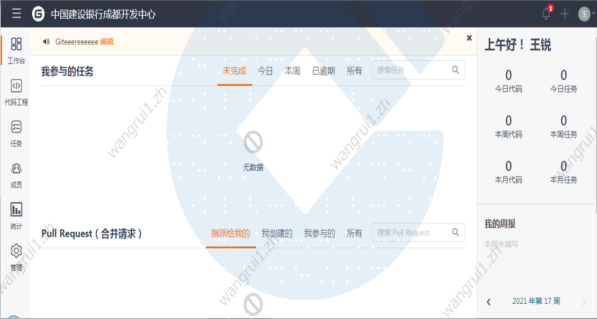 中国建设银行成都开发中心
1
Giteeereeeeee 编辑
上午好！ 王锐
工作台
我参与的任务
未完成 今日 本周 已逾期 所有
搜索任务
0 0
今日代码 今日任务
代码工程
任务
无数据
0 0
本周代码 本周任务
成员
0 0
本月代码 本月任务
统计
Pull Request（合并请求）
指派给我的 我创建的 我参与的 所有
搜索 Pull Request
我的周报
本周未填写
管理
2021 年第 17 周
wangrui1.zh
wangrui1.zh
wangrui1.zh
wangrui1.zh
wangrui1.zh